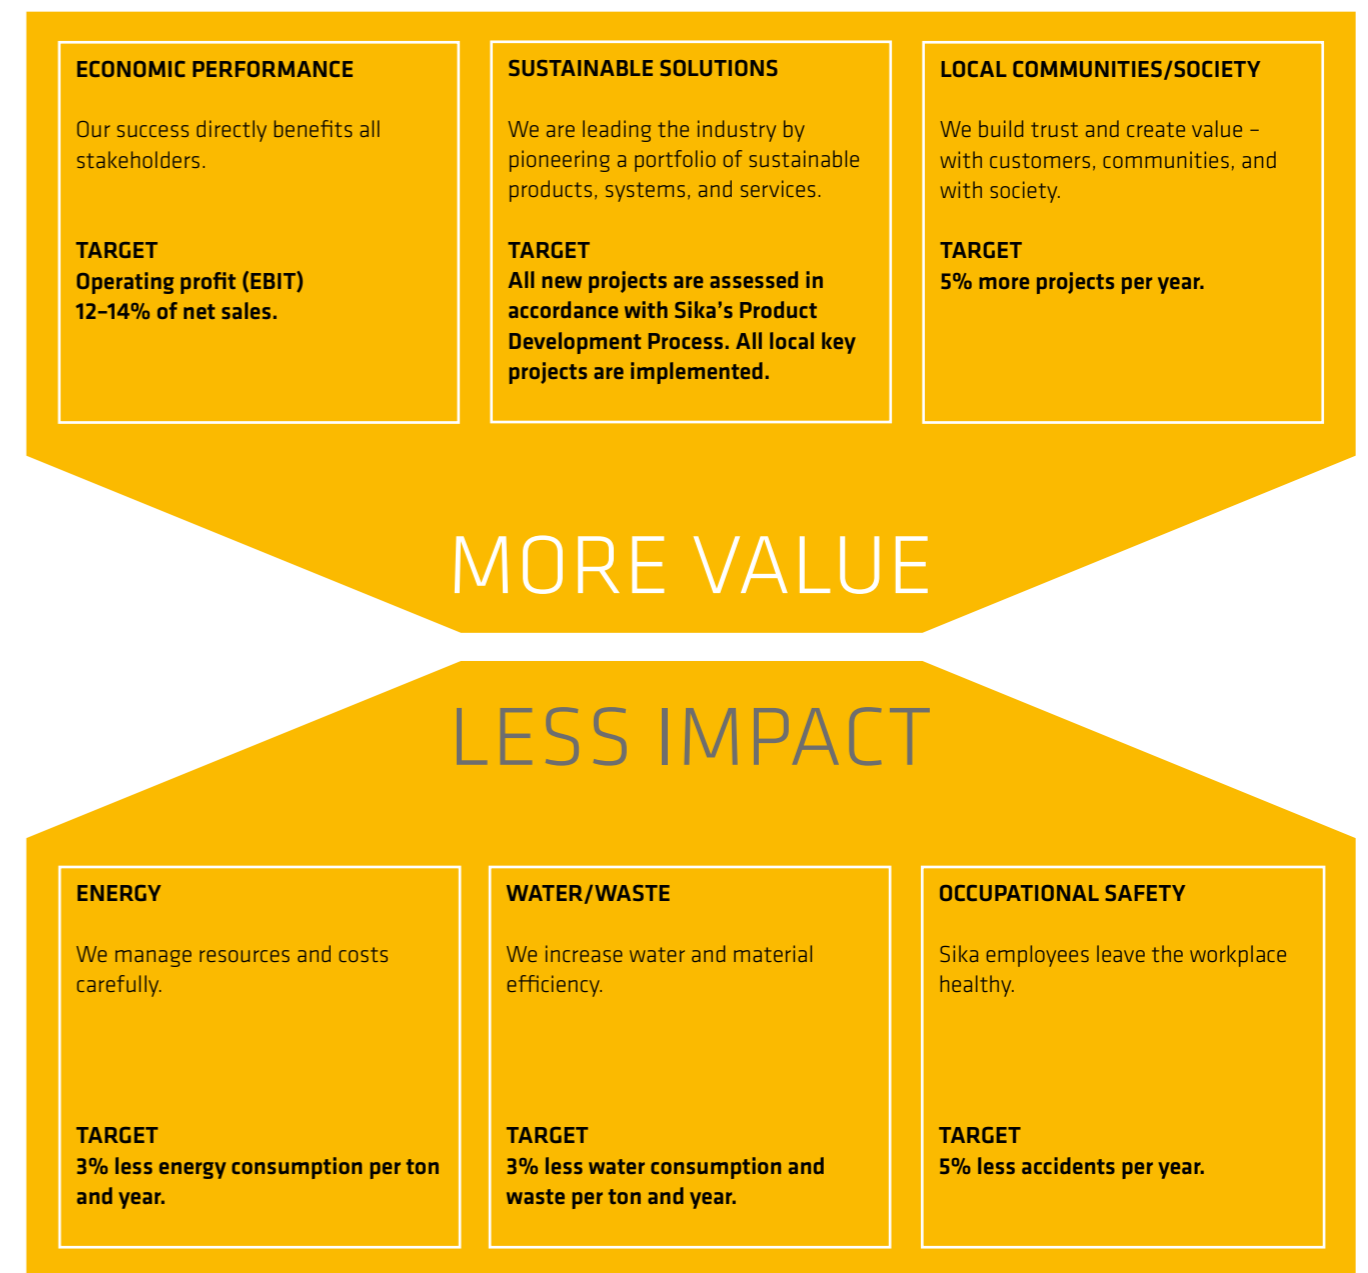 ECONOMIC PERFORMANCE
Our success directly benefits all
stakeholders.
TARGET
Operating profit (EBIT)
12–14% of net sales.
SUSTAINABLE SOLUTIONS
We are leading the industry by
pioneering a portfolio of sustainable
products, systems, and services.
TARGET
All new projects are assessed in
accordance with Sika's Product
Development Process. All local key
projects are implemented.
LOCAL COMMUNITIES/SOCIETY
We build trust and create value –
with customers, communities, and
with society.
TARGET
5% more projects per year.
MORE VALUE
LESS IMPACT
ENERGY
We manage resources and costs
carefully.
TARGET
3% less energy consumption per ton
and year.
WATER/WASTE
We increase water and material
efficiency.
TARGET
3% less water consumption and
waste per ton and year.
OCCUPATIONAL SAFETY
Sika employees leave the workplace
healthy.
TARGET
5% less accidents per year.